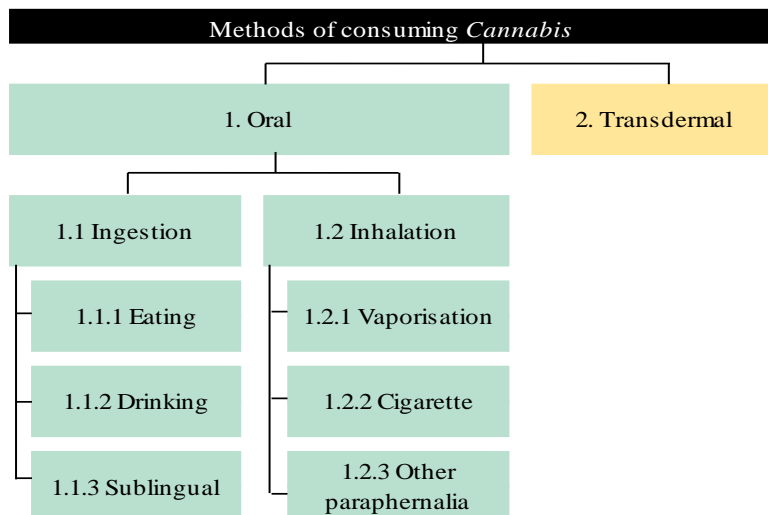 Methods of consuming Cannabis
1. Oral
2. Transdermal
1.1 Ingestion
1.2 Inhalation
1.1.1 Eating
1.2.1 Vaporisation
1.1.2 Drinking
1.2.2 Cigarette
1.1.3 Sublingual
1.2.3 Other
paraphernalia